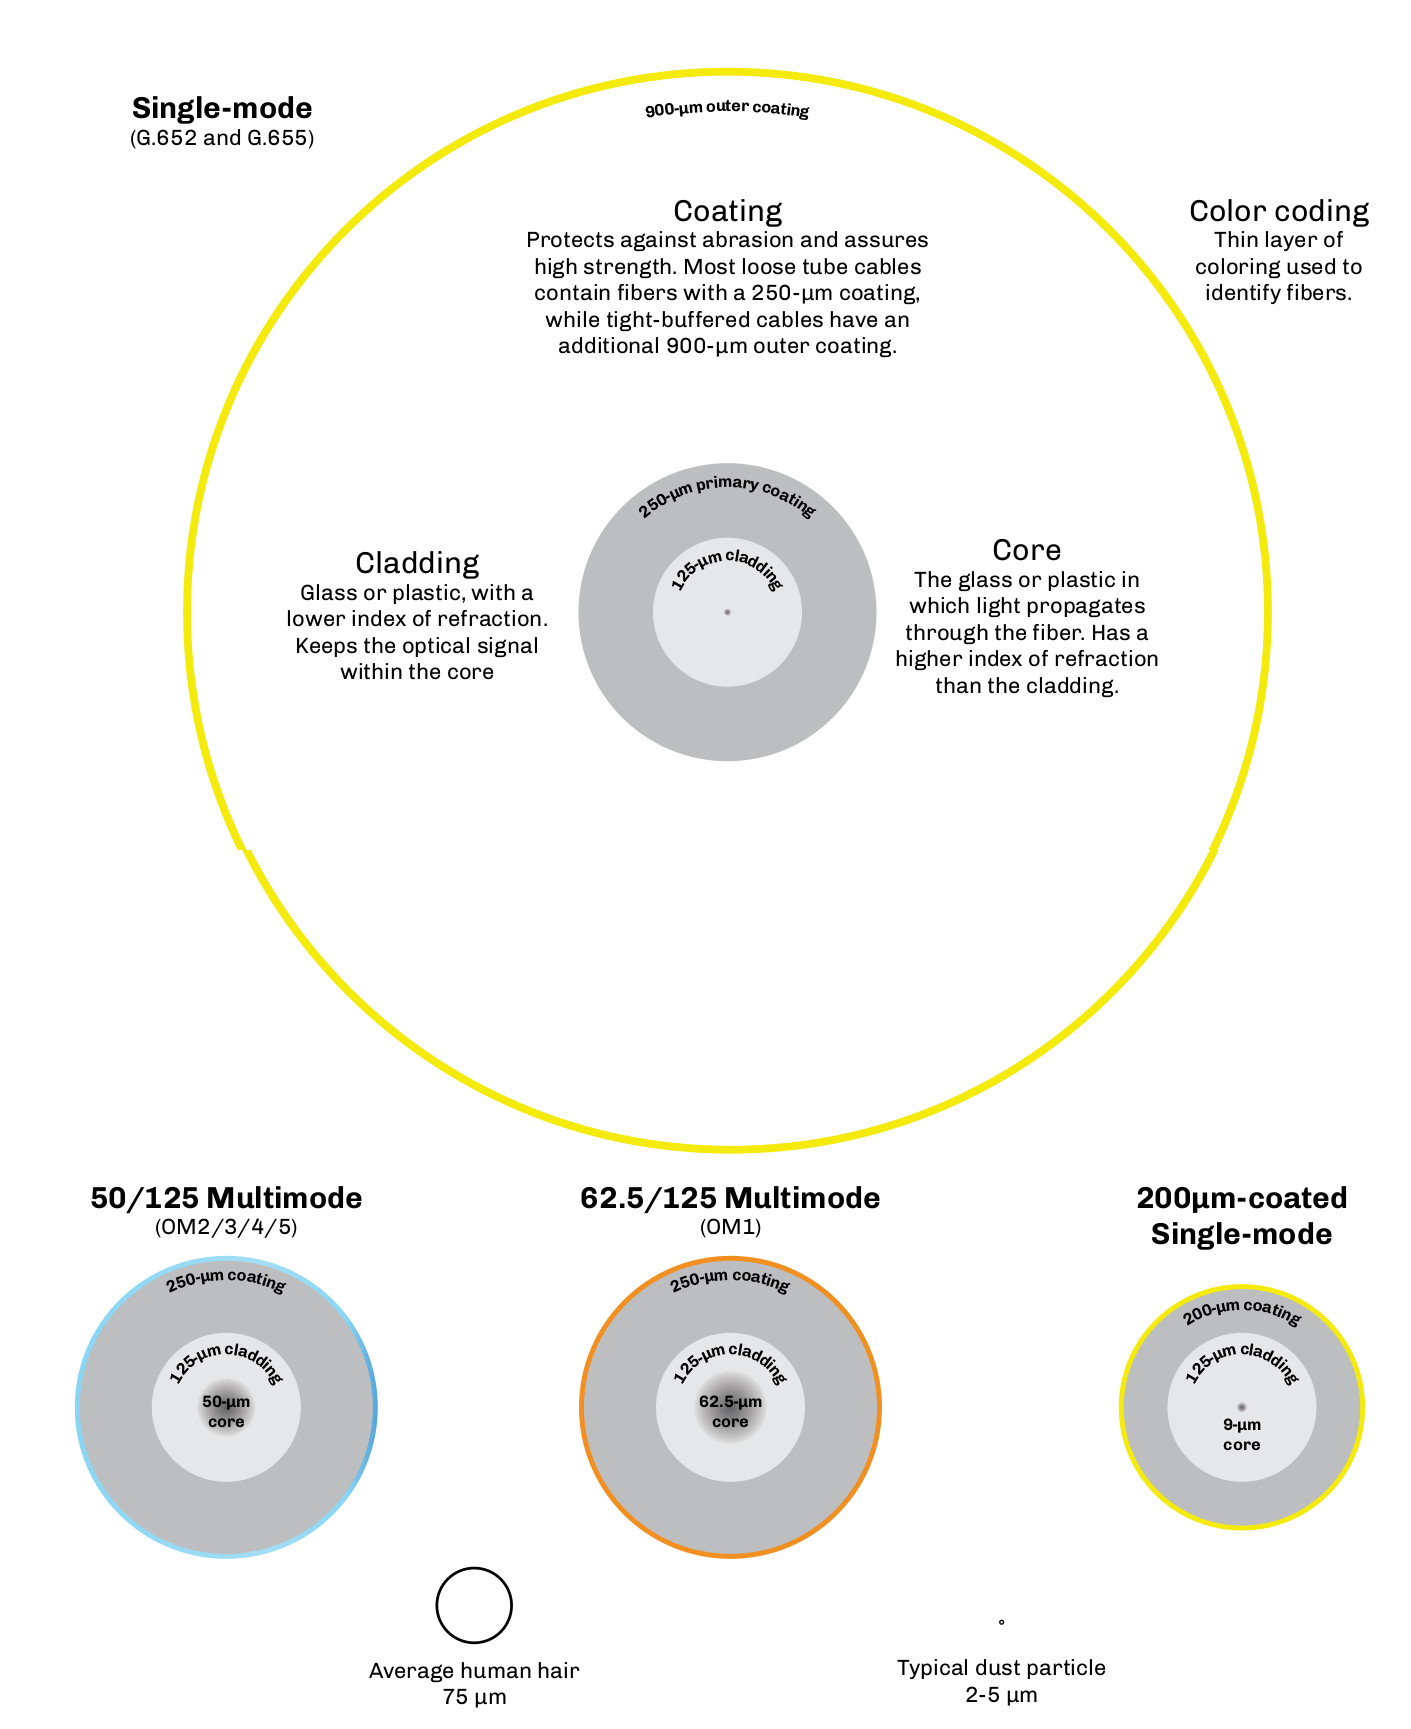 Single-mode
(G.652 and G.655)
900-µm outer coating
Coating
Protects against abrasion and assures
high strength. Most loose tube cables
contain fibers with a 250-µm coating,
while tight-buffered cables have an
additional 900-µm outer coating.
Color coding
Thin layer of
coloring used to
identify fibers.
250-µm primary coating
125-µm cladding
Cladding
Glass or plastic, with a
lower index of refraction.
Keeps the optical signal
within the core
Core
The glass or plastic in
which light propagates
through the fiber. Has a
higher index of refraction
than the cladding.
50/125 Multimode
(OM2/3/4/5)
250-µm coating
125-µm cladding
50-µm
core
62.5/125 Multimode
(OM1)
250-µm coating
125-µm cladding
62.5-µm
core
200µm-coated
Single-mode
200-µm coating
125-µm cladding
9-µm
core
Average human hair
75 µm
Typical dust particle
2-5 µm